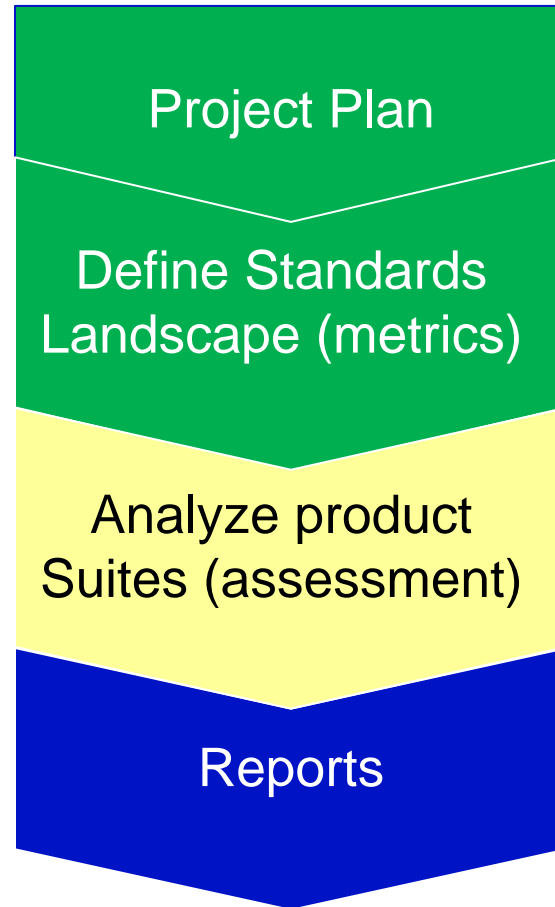 Project Plan
Define Standards
Landscape (metrics)
Analyze product
Suites (assessment)
Reports